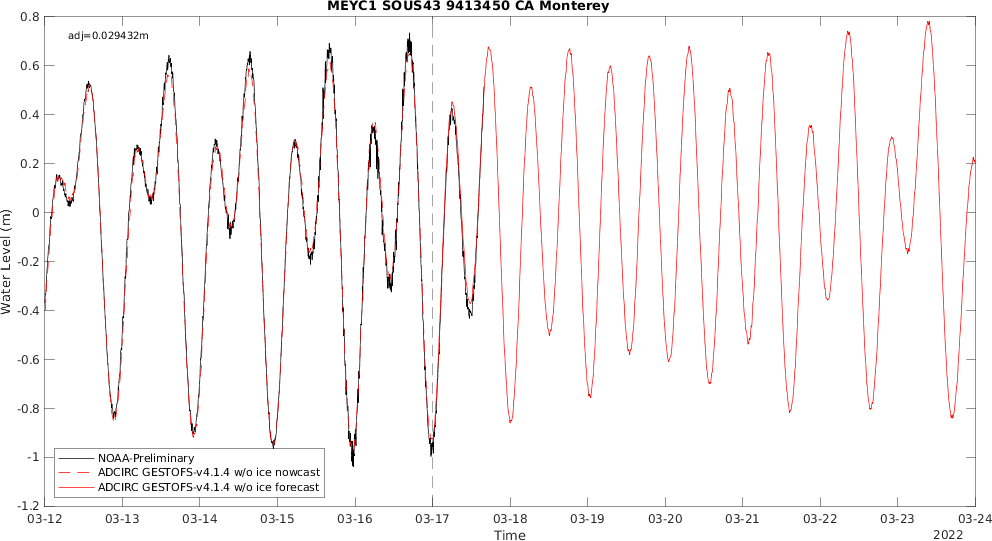 MEYC1 SOUS43 9413450 CA Monterey
adj=0.029432m
0.8
0.6
0.4
0.2
0
-0.2
-0.4
-0.6
-0.8
-1
-1.2
Water Level (m)
NOAA-Preliminary
ADCIRC GESTOFS-v4.1.4 w/o ice nowcast
ADCIRC GESTOFS-v4.1.4 w/o ice forecast
03-12 03-13 03-14 03-15 03-16 03-17 03-18 03-19 03-20 03-21 03-22 03-23 03-24
Time
2022